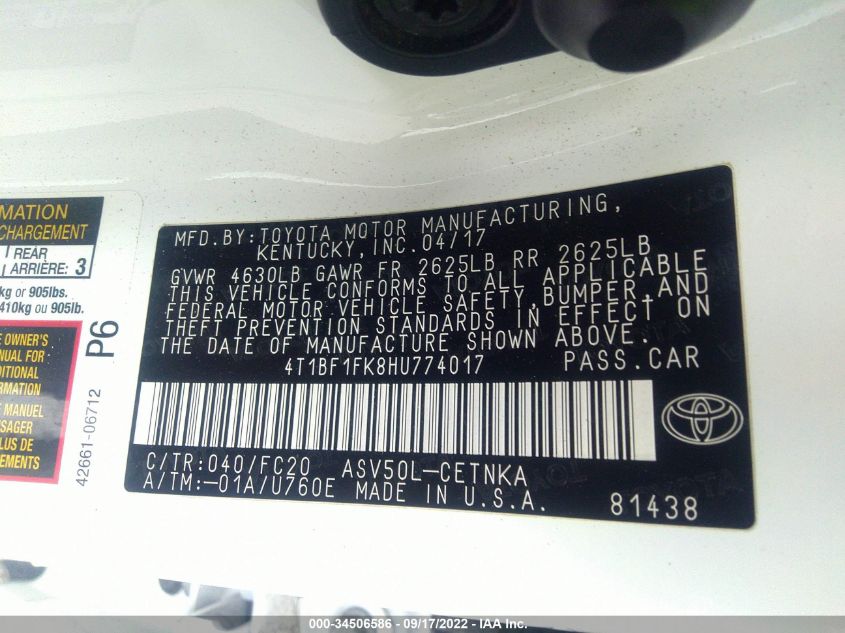 MATION
CHARGEMENT
REAR
ARRIÈRE: 3
kg or 905lbs.
410kg ou 905lb.
E OWNER'S
NUAL FOR
DITIONAL
RMATION
E MANUEL
USAGER
PLUS DE
NEMENTS.
P6
42661-06712
MFD. BY: TOYOTA MOTOR MANUFACTURING,
KENTUCKY, INC. 04/17
GVWR 4630LB GAWR FR 2625LB RR 2625LB
THIS VEHICLE CONFORMS TO ALL APPLICABLE
FEDERAL MOTOR VEHICLE SAFETY, BUMPER, AND
THEFT PREVENTION STANDARDS IN EFFECT ON
THE DATE OF MANUFACTURE SHOWN ABOVE.
4T1BF1FK8HU774017 PASS. CAR
C/TR: 040/FC20 ASV50L-CETNKA
A/TM: -01A/U760E MADE IN U.S.A.
81438
000-34506586 - 09/17/2022 - IAA Inc.